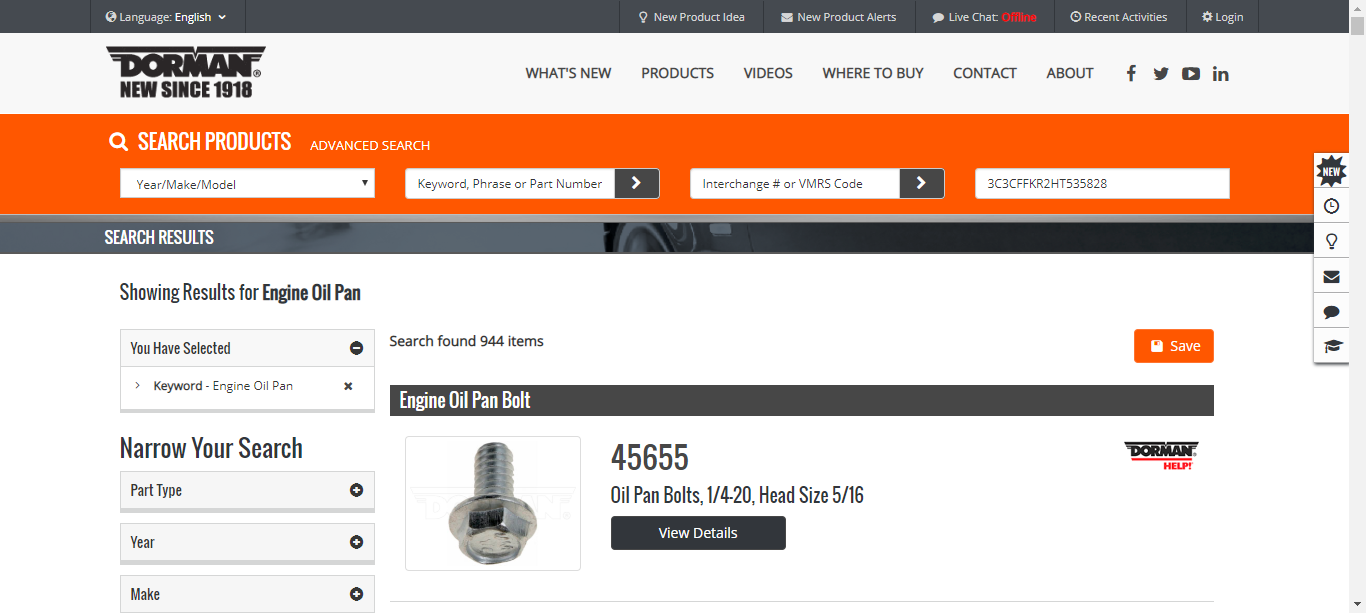 Language: English
New Product Idea
New Product Alerts
Live Chat: Offline
Recent Activities
Login
DORMAN®
NEW SINCE 1918
WHAT'S NEW
PRODUCTS
VIDEOS
WHERE TO BUY
CONTACT
ABOUT
SEARCH PRODUCTS
ADVANCED SEARCH
Year/Make/Model
Keyword, Phrase or Part Number
Interchange # or VMRS Code
3C3CFFKR2HT535828
NEW
SEARCH RESULTS
Showing Results for Engine Oil Pan
You Have Selected
Keyword - Engine Oil Pan
Narrow Your Search
Part Type
Year
Make
Search found 944 items
Save
Engine Oil Pan Bolt
DORMAN®
45655
Oil Pan Bolts, 1/4-20, Head Size 5/16
View Details
DORMAN®
HELP!